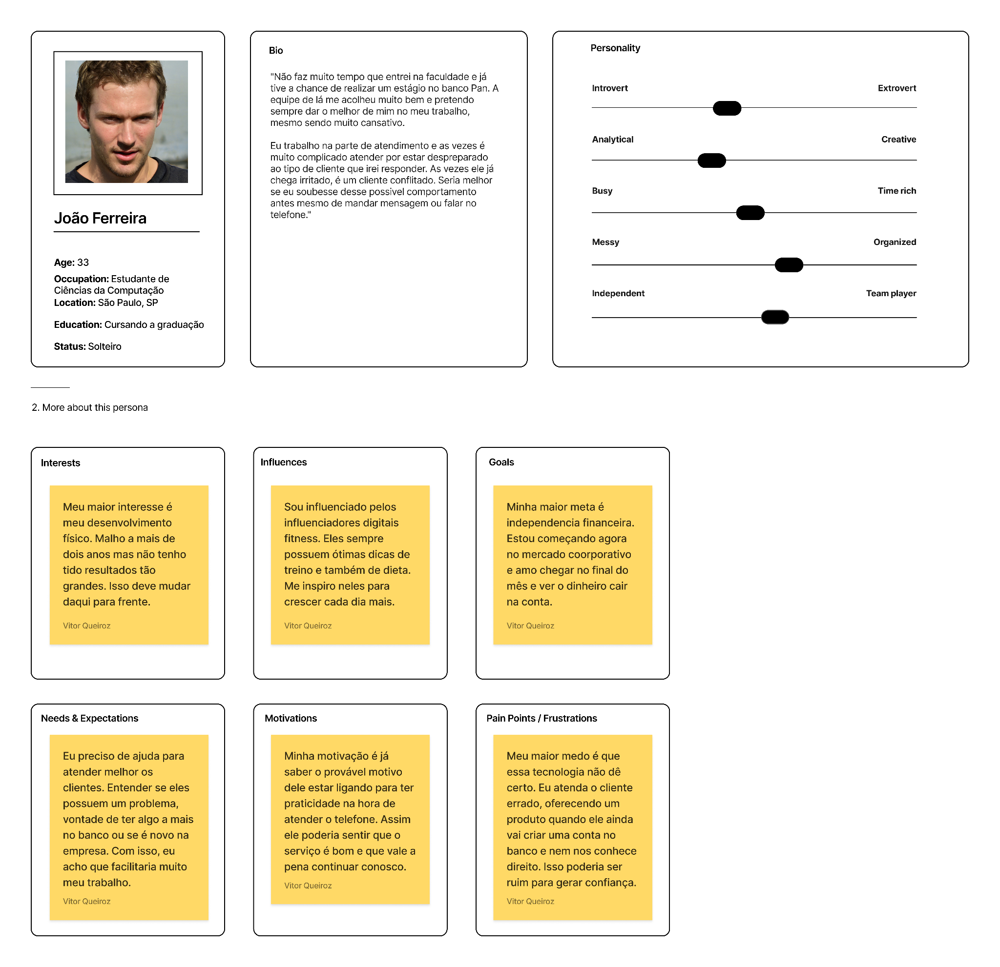 João Ferreira
Age: 33
Occupation: Estudante de
Ciências da Computação
Location: São Paulo, SP
Education: Cursando a graduação
Status: Solteiro
Bio
"Não faz muito tempo que entrei na faculdade e já
tive a chance de realizar um estágio no banco Pan. A
equipe de lá me acolheu muito bem e pretendo
sempre dar o melhor de mim no meu trabalho,
mesmo sendo muito cansativo.
Eu trabalho na parte de atendimento e as vezes é
muito complicado atender por estar despreparado
ao tipo de cliente que irei responder. As vezes ele já
chega irritado, é um cliente conflitado. Seria melhor
se eu soubesse desse possivel comportamento
antes mesmo de mandar mensagem ou falar no
telefone."
Personality
Introvert Extrovert
Analytical Creative
Busy Time rich
Messy Organized
Independent Team player
2. More about this persona
Interests
Meu maior interesse é
meu desenvolvimento
físico. Malho a mais de
dois anos mas não tenho
tido resultados tão
grandes. Isso deve mudar
daqui para frente.
Vitor Queiroz
Influences
Sou influenciado pelos
influenciadores digitais
fitness. Eles sempre
possuem ótimas dicas de
treino e também de dieta.
Me inspiro neles para
crescer cada dia mais.
Vitor Queiroz
Goals
Minha maior meta é
independencia financeira.
Estou começando agora
no mercado coorporativo
e amo chegar no final do
mês e ver o dinheiro cair
na conta.
Vitor Queiroz
Needs & Expectations
Eu preciso de ajuda para
atender melhor os
clientes. Entender se eles
possuem um problema,
vontade de ter algo a mais
no banco ou se é novo na
empresa. Com isso, eu
acho que facilitaria muito
meu trabalho.
Vitor Queiroz
Motivations
Minha motivação é já
saber o provável motivo
dele estar ligando para ter
praticidade na hora de
atender o telefone. Assim
ele poderia sentir que o
serviço é bom e que vale a
pena continuar conosco.
Vitor Queiroz
Pain Points / Frustrations
Meu maior medo é que
essa tecnologia não dê
certo. Eu atenda o cliente
errado, oferecendo um
produto quando ele ainda
vai criar uma conta no
banco e nem nos conhece
direito. Isso poderia ser
ruim para gerar confiança.
Vitor Queiroz